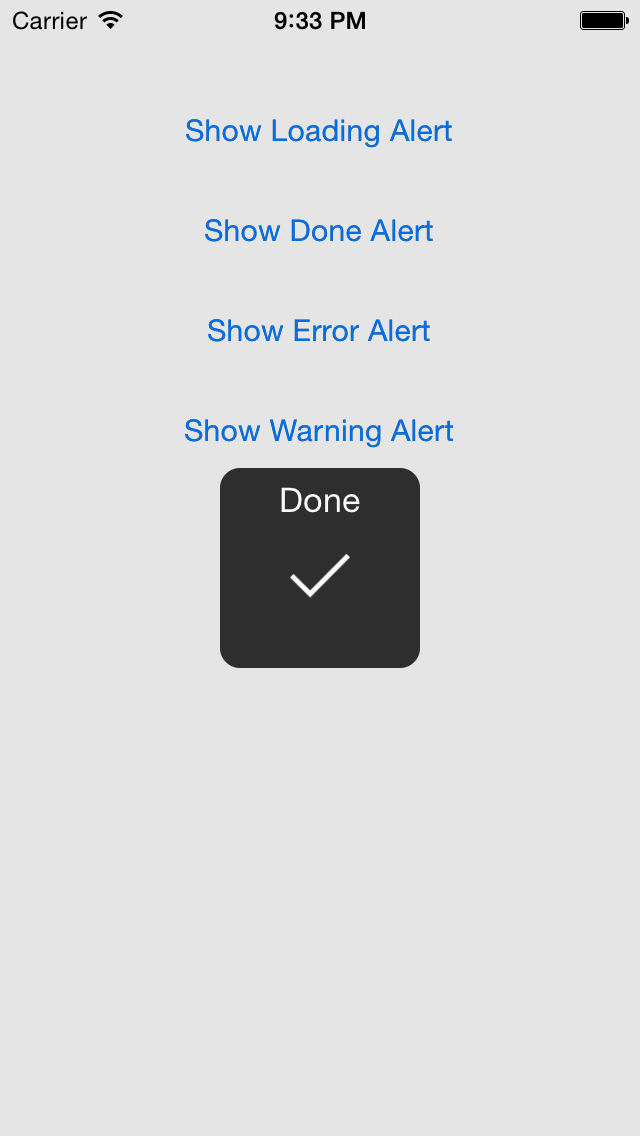 Carrier 9:33 PM
Show Loading Alert
Show Done Alert
Show Error Alert
Show Warning Alert
Done